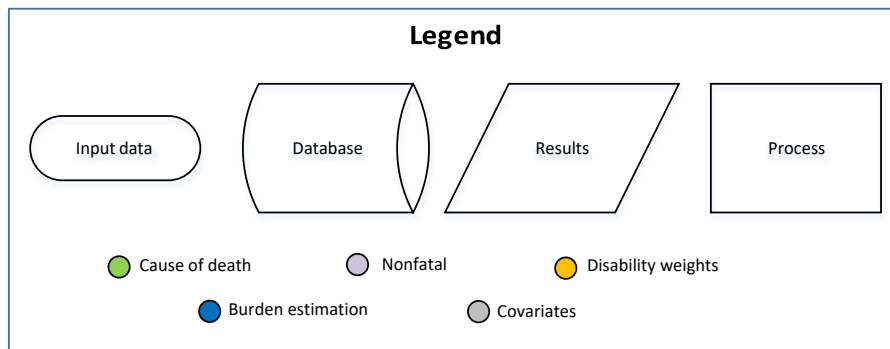 Legend
Input data
Database
Results
Process
Cause of death
Nonfatal
Disability weights
Burden estimation
Covariates